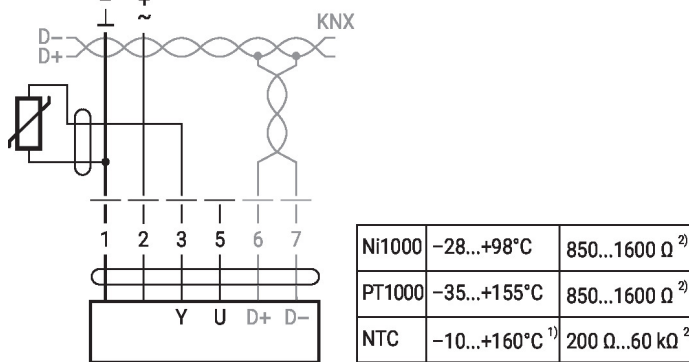 ⊥ ~
KNX
D−
D+
1 2 3 5 6 7
Y U D+ D−
Ni1000 −28...+98°C 850...1600 Ω 2)
PT1000 −35...+155°C 850...1600 Ω 2)
NTC −10...+160°C 1) 200 Ω...60 kΩ 2